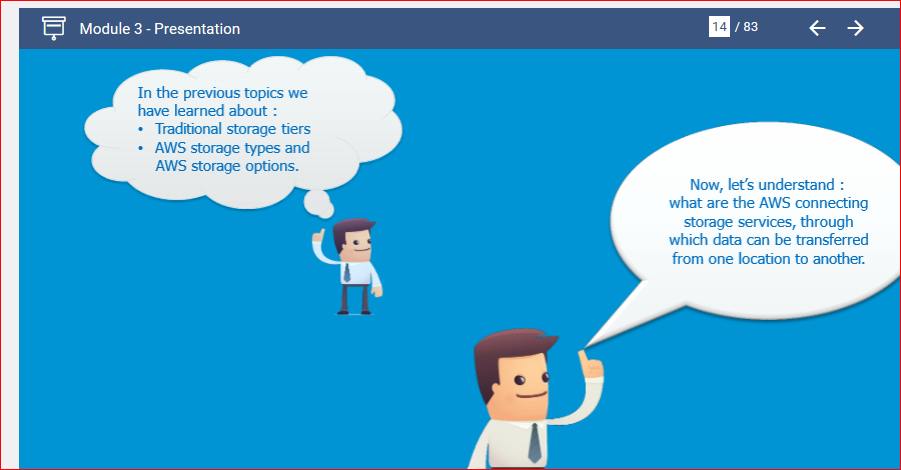 Module 3 - Presentation
14 / 83
In the previous topics we
have learned about :
• Traditional storage tiers
• AWS storage types and
AWS storage options.
Now, let’s understand :
what are the AWS connecting
storage services, through
which data can be transferred
from one location to another.